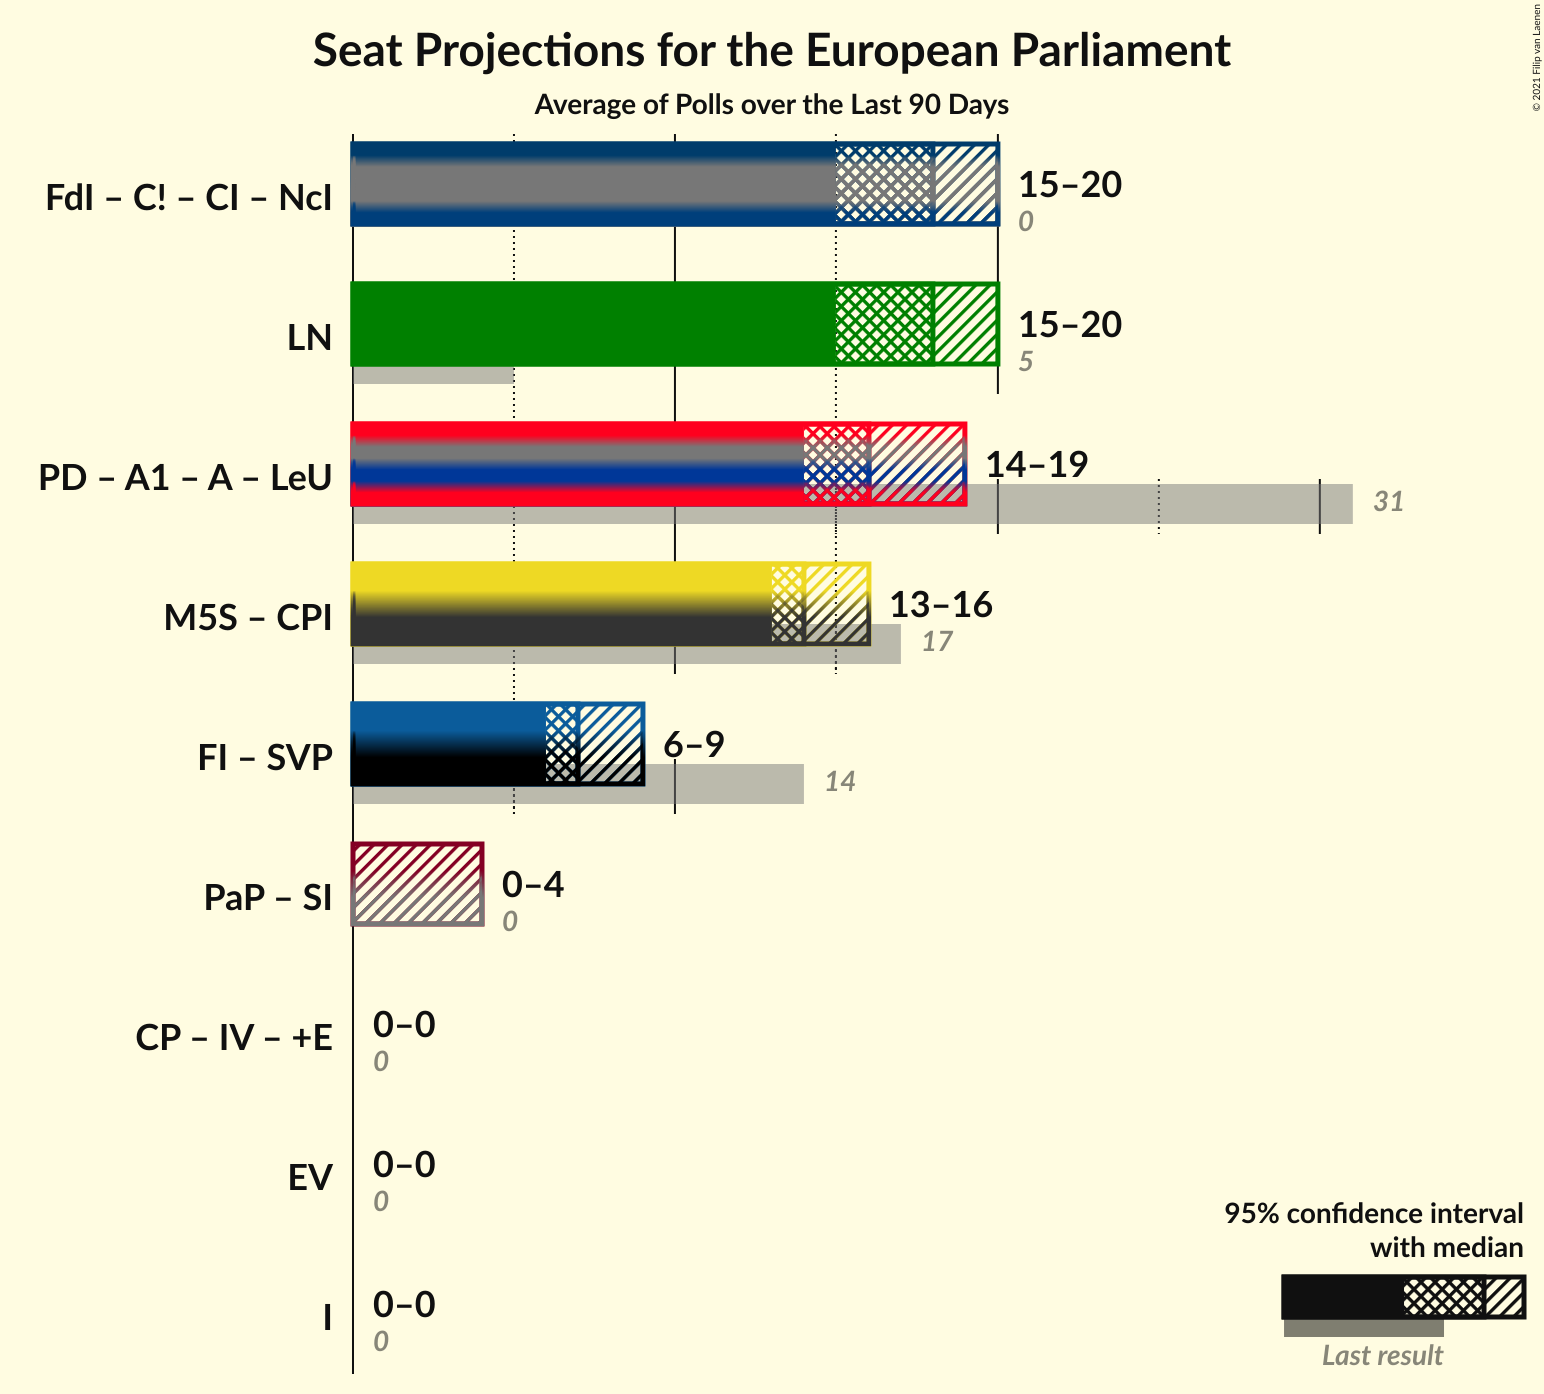 Seat Projections for the European Parliament
Average of Polls over the Last 90 Days
© 2021 Filip van Laenen
FdI – C! – CI – NcI
15–20
0
LN
15–20
5
PD – A1 – A – LeU
14–19
31
M5S – CPI
13–16
17
FI – SVP
6–9
14
PaP – SI
0–4
0
CP – IV – +E
0–0
0
EV
0–0
0
I
0–0
0
95% confidence interval
with median
Last result